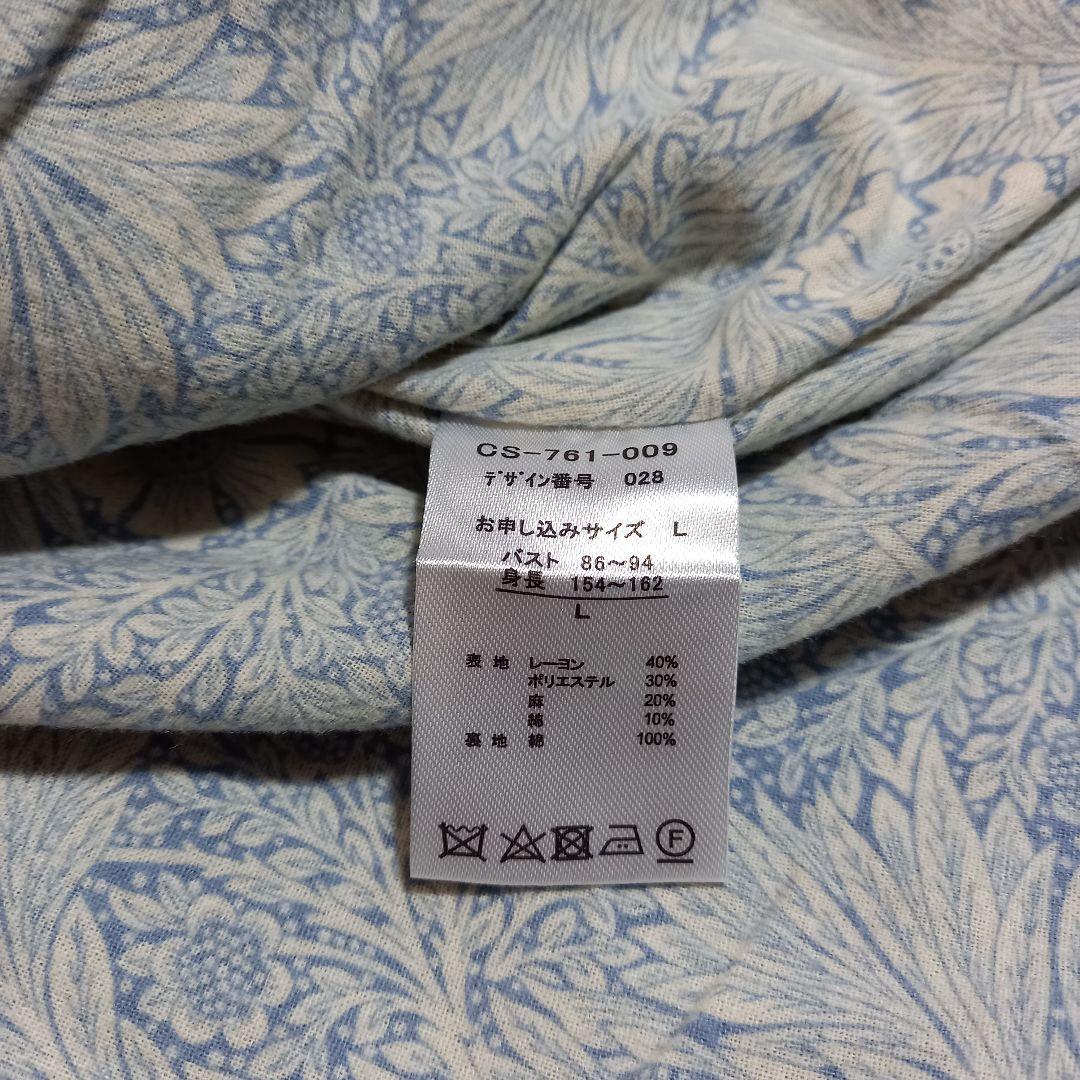 CS-761-009
デザイン番号 028
お申し込みサイズ L
バスト 86～94
身長 154～162
L
表地 レーヨン 40%
ポリエステル 30%
麻 20%
綿 10%
裏地 綿 100%
F